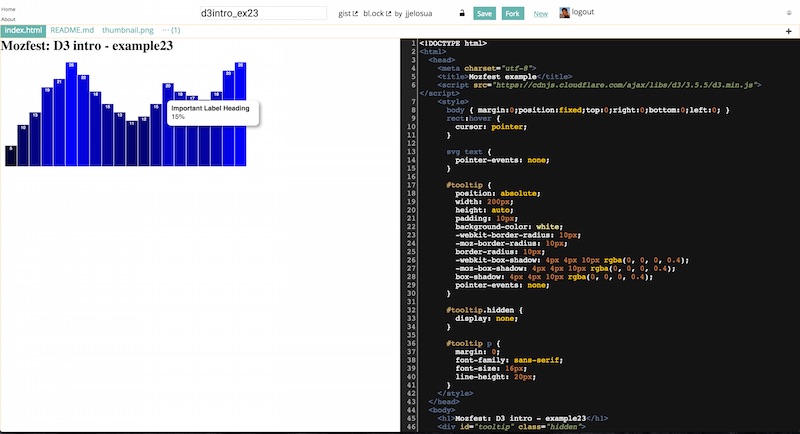 Home
About
d3intro_ex23
gist bl.ock by jjelosua
Save Fork New logout
index.html README.md thumbnail.png ··· (1) +
Mozfest: D3 intro - example23
5 10 13 19 21 25 22 18 15 13 11 12 15 20 18 17 18 23 25
Important Label Heading
15%
1 <!DOCTYPE html>
2 <html>
3 <head>
4 <meta charset="utf-8">
5 <title>Mozfest example</title>
6 <script src="https://cdnjs.cloudflare.com/ajax/libs/d3/3.5.5/d3.min.js">
</script>
7 <style>
8 body { margin:0;position:fixed;top:0;right:0;bottom:0;left:0; }
9 rect:hover {
10 cursor: pointer;
11 }
12
13 svg text {
14 pointer-events: none;
15 }
16
17 #tooltip {
18 position: absolute;
19 width: 200px;
20 height: auto;
21 padding: 10px;
22 background-color: white;
23 -webkit-border-radius: 10px;
24 -moz-border-radius: 10px;
25 border-radius: 10px;
26 -webkit-box-shadow: 4px 4px 10px rgba(0, 0, 0, 0.4);
27 -moz-box-shadow: 4px 4px 10px rgba(0, 0, 0, 0.4);
28 box-shadow: 4px 4px 10px rgba(0, 0, 0, 0.4);
29 pointer-events: none;
30 }
31
32 #tooltip.hidden {
33 display: none;
34 }
35
36 #tooltip p {
37 margin: 0;
38 font-family: sans-serif;
39 font-size: 16px;
40 line-height: 20px;
41 }
42 </style>
43 </head>
44 <body>
45 <h1>Mozfest: D3 intro - example23</h1>
46 <div id="tooltip" class="hidden">